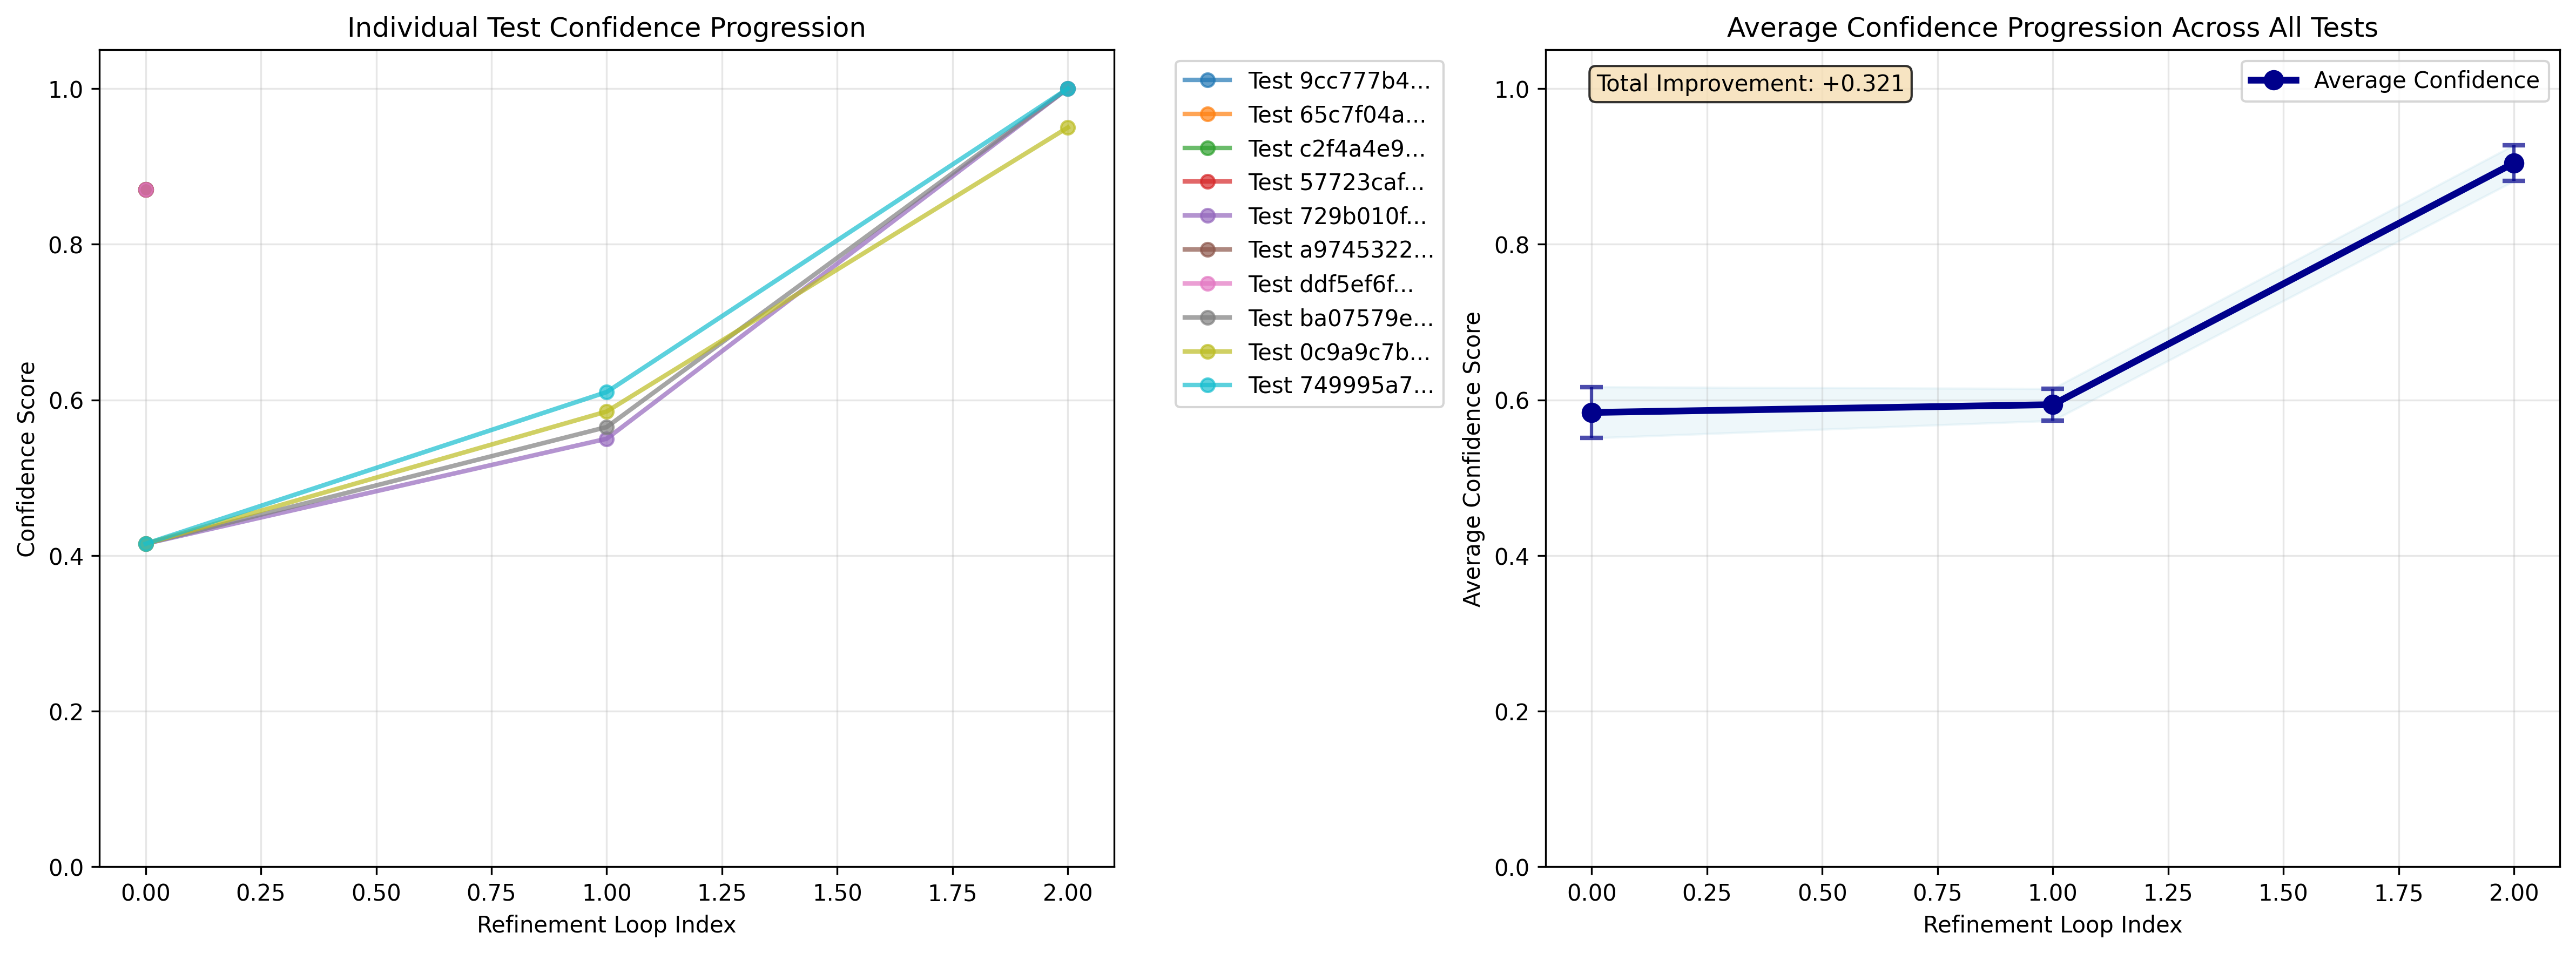 Individual Test Confidence Progression
Confidence Score
1.0
0.8
0.6
0.4
0.2
0.0
0.00 0.25 0.50 0.75 1.00 1.25 1.50 1.75 2.00
Refinement Loop Index
Test 9cc777b4...
Test 65c7f04a...
Test c2f4a4e9...
Test 57723caf...
Test 729b010f...
Test a9745322...
Test ddf5ef6f...
Test ba07579e...
Test 0c9a9c7b...
Test 749995a7...
Average Confidence Progression Across All Tests
Total Improvement: +0.321
Average Confidence
Average Confidence Score
1.0
0.8
0.6
0.4
0.2
0.0
0.00 0.25 0.50 0.75 1.00 1.25 1.50 1.75 2.00
Refinement Loop Index